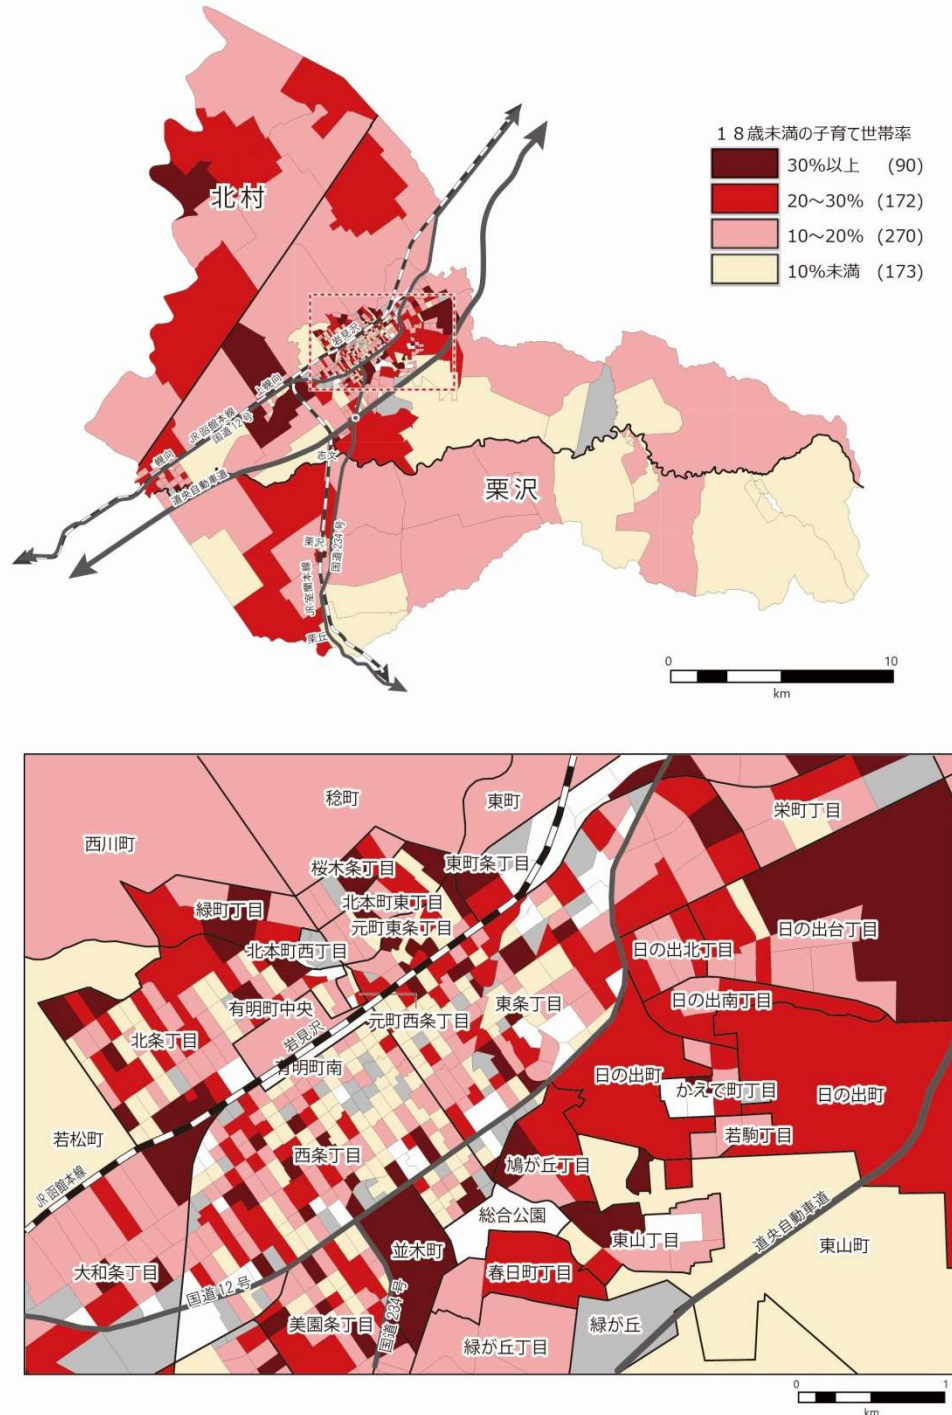 18歳未満の子育て世帯率
30%以上 (90)
20～30% (172)
10～20% (270)
10%未満 (173)
北村
岩見沢
上幌向
JR函館本線
国道12号
幌向
道央自動車道
志文
栗沢
栗沢
国道234号
JR室蘭本線
栗丘
0 10
km
稔町
東町
西川町
栄町丁目
桜木条丁目
東町条丁目
緑町丁目
北本町東丁目
元町東条丁目
北本町西丁目
日の出台丁目
日の出北丁目
有明町中央
東条丁目
日の出南丁目
元町西条丁目
北条丁目
岩見沢
有明町南
日の出町
かえで町丁目
日の出町
若松町
若駒丁目
西条丁目
鳩が丘丁目
JR函館本線
総合公園
東山丁目
道央自動車道
東山町
並木町
大和条丁目
春日町丁目
国道12号
美園条丁目
国道234号
緑が丘丁目
緑が丘
0 1
km